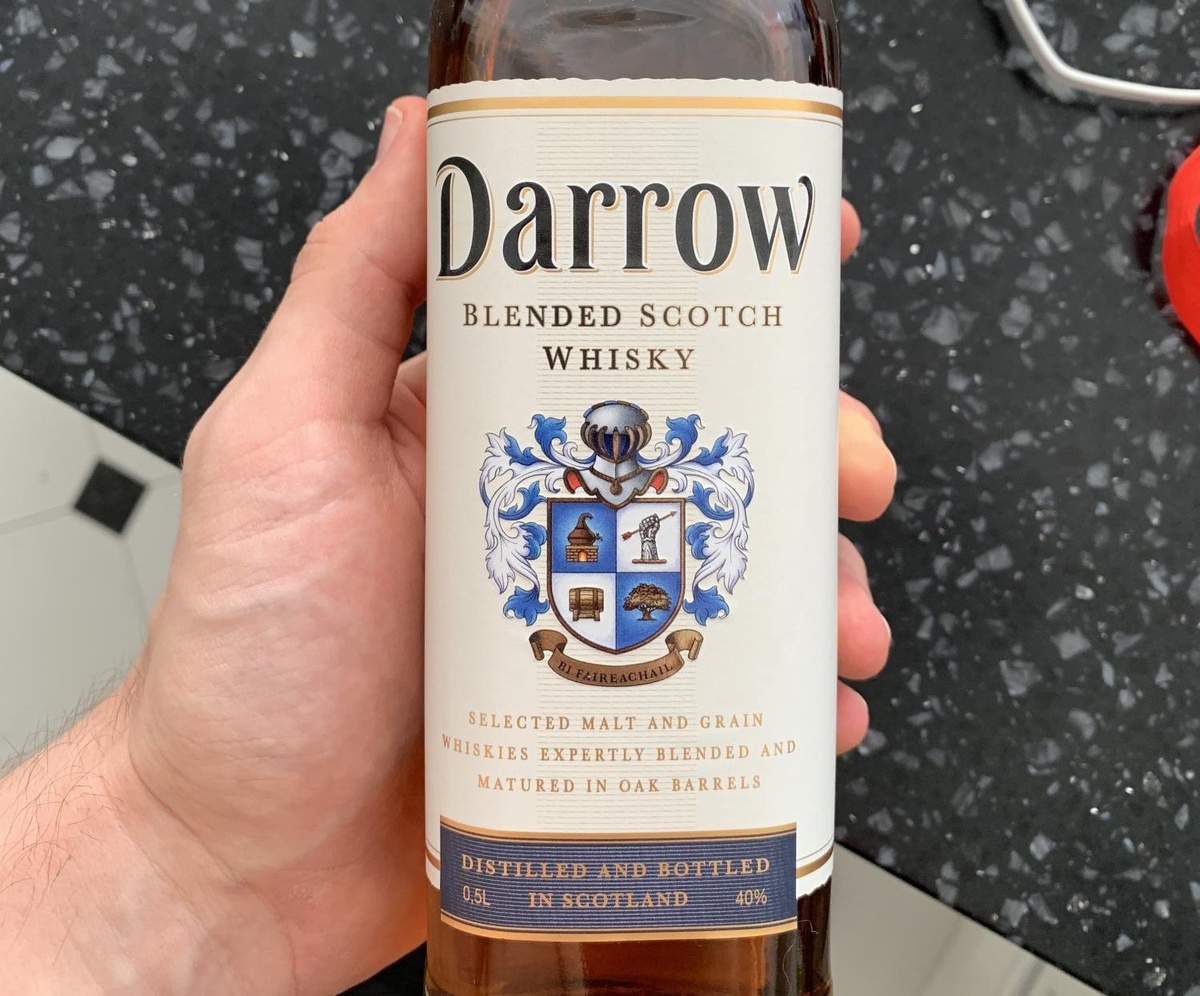 Darrow
BLENDED SCOTCH
WHISKY
BI FAIREACHAIL
SELECTED MALT AND GRAIN
WHISKIES EXPERTLY BLENDED AND
MATURED IN OAK BARRELS
DISTILLED AND BOTTLED
0,5L IN SCOTLAND 40%